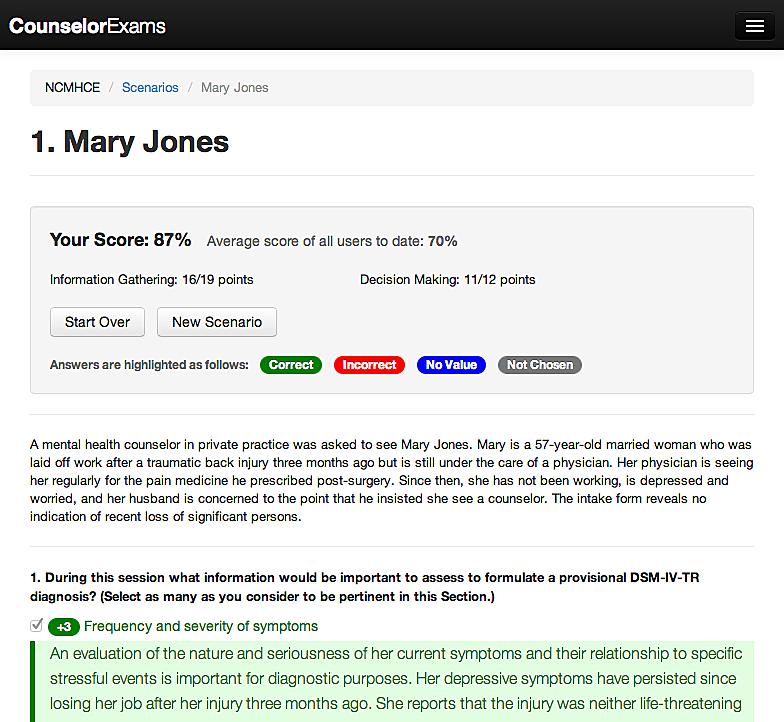 CounselorExams
NCMHCE / Scenarios / Mary Jones
1. Mary Jones
Your Score: 87% Average score of all users to date: 70%
Information Gathering: 16/19 points Decision Making: 11/12 points
Start Over New Scenario
Answers are highlighted as follows: Correct Incorrect No Value Not Chosen
A mental health counselor in private practice was asked to see Mary Jones. Mary is a 57-year-old married woman who was
laid off work after a traumatic back injury three months ago but is still under the care of a physician. Her physician is seeing
her regularly for the pain medicine he prescribed post-surgery. Since then, she has not been working, is depressed and
worried, and her husband is concerned to the point that he insisted she see a counselor. The intake form reveals no
indication of recent loss of significant persons.
1. During this session what information would be important to assess to formulate a provisional DSM-IV-TR
diagnosis? (Select as many as you consider to be pertinent in this Section.)
+3 Frequency and severity of symptoms
An evaluation of the nature and seriousness of her current symptoms and their relationship to specific
stressful events is important for diagnostic purposes. Her depressive symptoms have persisted since
losing her job after her injury three months ago. She reports that the injury was neither life-threatening